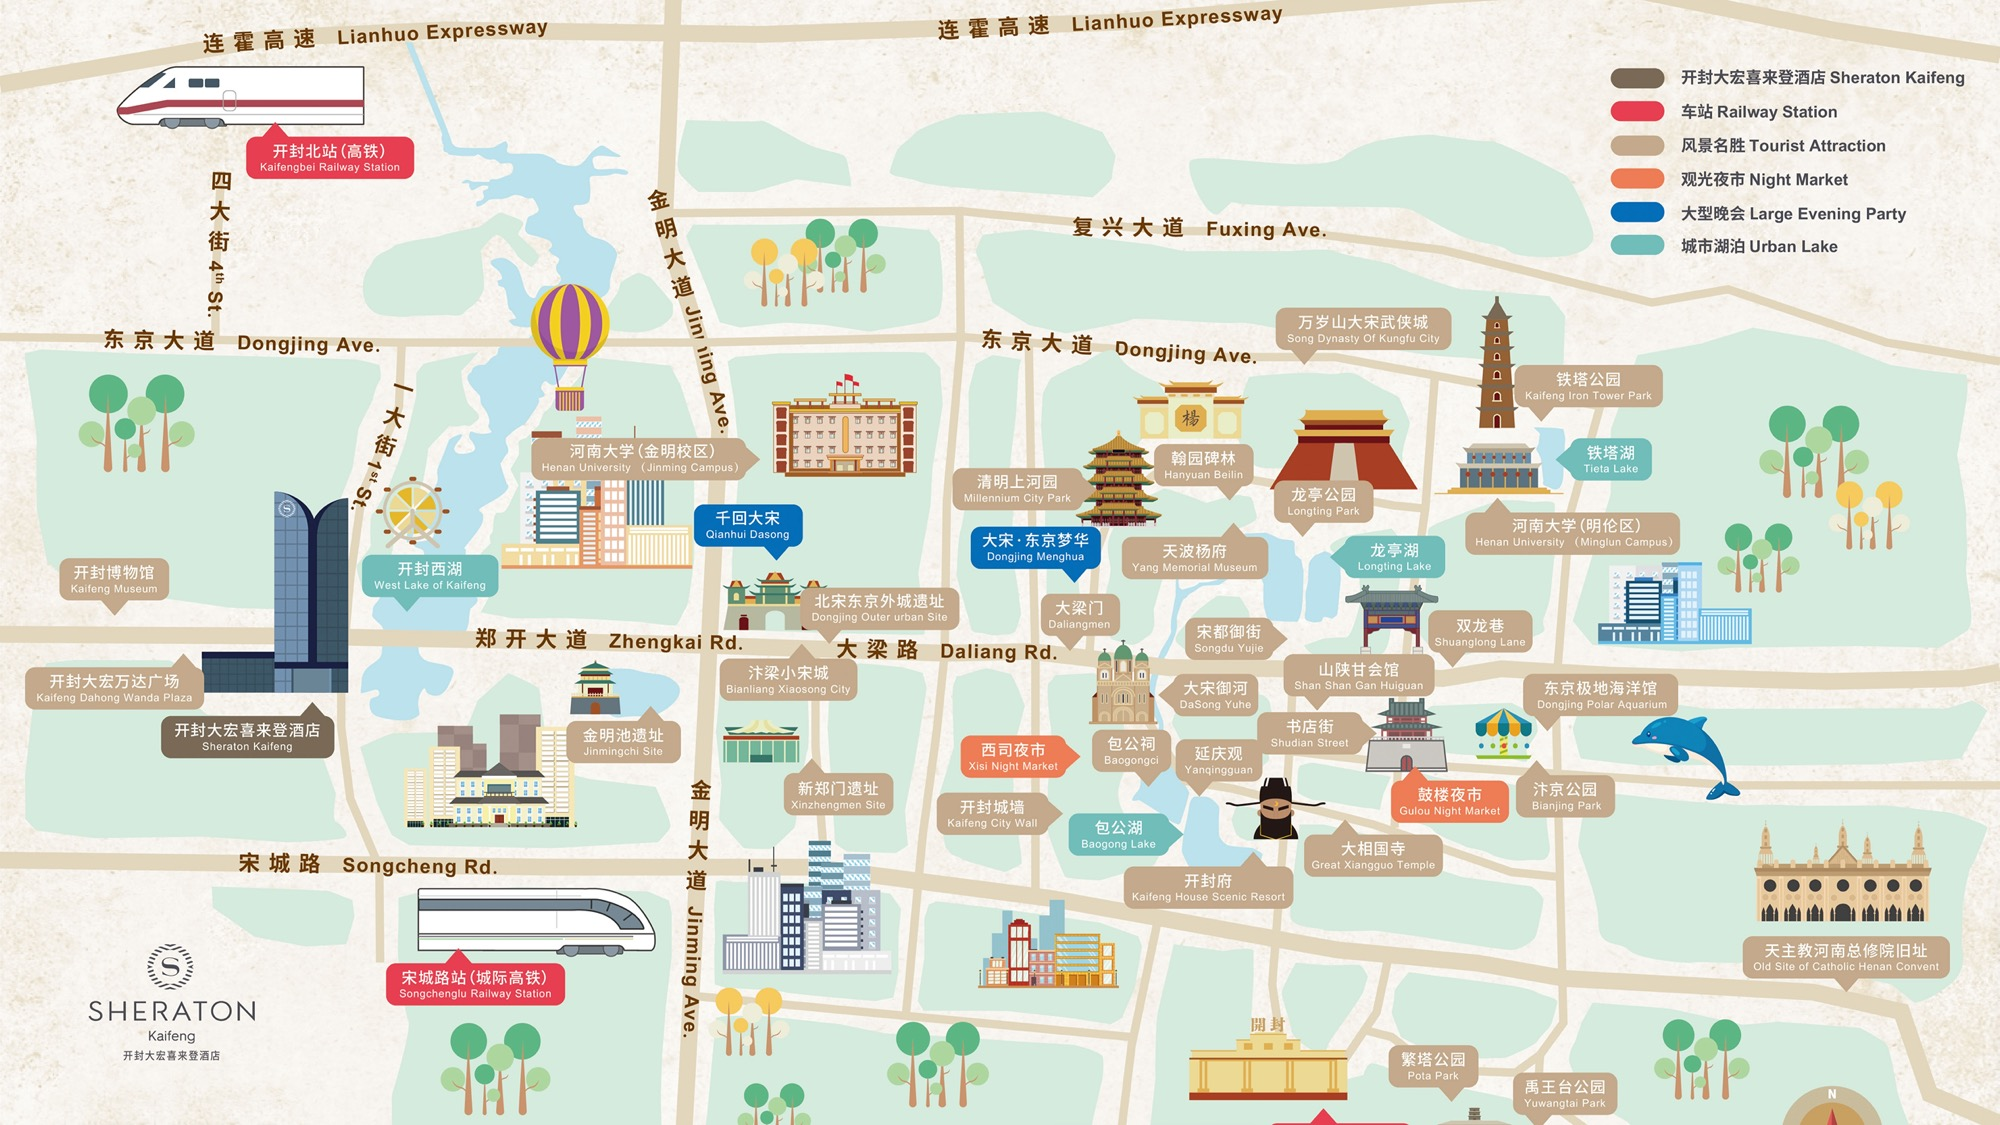 连霍高速 Lianhuo Expressway
连霍高速 Lianhuo Expressway
开封大宏喜来登酒店 Sheraton Kaifeng
车站 Railway Station
风景名胜 Tourist Attraction
观光夜市 Night Market
大型晚会 Large Evening Party
城市湖泊 Urban Lake
开封北站(高铁)
Kaifengbei Railway Station
四大街 4th St.
金明大道 Jinming Ave.
复兴大道 Fuxing Ave.
东京大道 Dongjing Ave.
东京大道 Dongjing Ave.
万岁山大宋武侠城
Song Dynasty Of Kungfu City
铁塔公园
Kaifeng Iron Tower Park
一大街 1st St.
楊
河南大学(金明校区)
Henan University (Jinming Campus)
翰园碑林
Hanyuan Beilin
铁塔湖
Tieta Lake
清明上河园
Millennium City Park
龙亭公园
Longting Park
S
千回大宋
Qianhui Dasong
河南大学(明伦区)
Henan University (Minglun Campus)
大宋·东京梦华
Dongjing Menghua
天波杨府
Yang Memorial Museum
龙亭湖
Longting Lake
开封博物馆
Kaifeng Museum
开封西湖
West Lake of Kaifeng
北宋东京外城遗址
Dongjing Outer urban Site
大梁门
Daliangmen
宋都御街
Songdu Yujie
双龙巷
Shuanglong Lane
郑开大道 Zhengkai Rd.
大梁路 Daliang Rd.
开封大宏万达广场
Kaifeng Dahong Wanda Plaza
汴梁小宋城
Bianliang Xiaosong City
山陕甘会馆
Shan Shan Gan Huiguan
大宋御河
DaSong Yuhe
东京极地海洋馆
Dongjing Polar Aquarium
开封大宏喜来登酒店
Sheraton Kaifeng
金明池遗址
Jinmingchi Site
书店街
Shudian Street
西司夜市
Xisi Night Market
包公祠
Baogongci
延庆观
Yanqingguan
新郑门遗址
Xinzhengmen Site
鼓楼夜市
Gulou Night Market
汴京公园
Bianjing Park
开封城墙
Kaifeng City Wall
包公湖
Baogong Lake
大相国寺
Great Xiangguo Temple
金明大道 Jinming Ave.
宋城路 Songcheng Rd.
开封府
Kaifeng House Scenic Resort
宋城路站(城际高铁)
Songchenglu Railway Station
天主教河南总修院旧址
Old Site of Catholic Henan Convent
S
SHERATON
Kaifeng
开封大宏喜来登酒店
開封
繁塔公园
Pota Park
禹王台公园
Yuwangtai Park
N